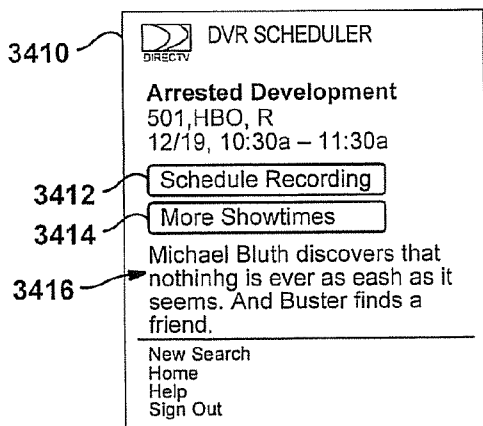 3410
DIRECTV
DVR SCHEDULER
Arrested Development
501,HBO, R
12/19, 10:30a – 11:30a
3412
Schedule Recording
3414
More Showtimes
3416
Michael Bluth discovers that
nothinhg is ever as eash as it
seems. And Buster finds a
friend.
New Search
Home
Help
Sign Out